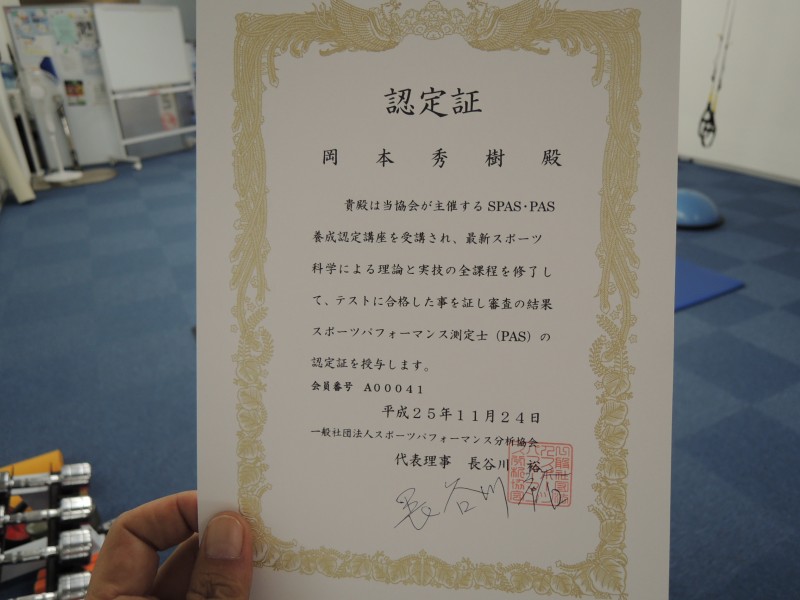 認定証
岡本秀樹殿
貴殿は当協会が主催するSPAS・PAS
養成認定講座を受講され、最新スポーツ
科学による理論と実技の全課程を修了し
て、テストに合格した事を証し審査の結果
スポーツパフォーマンス測定士（PAS）の
認定証を授与します。
会員番号 A00041
平成25年11月24日
一般社団法人スポーツパフォーマンス分析協会
代表理事 長谷川 裕
長谷川裕